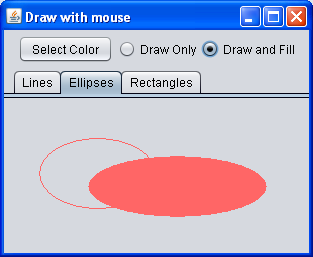 Draw with mouse
Select Color Draw Only Draw and Fill
Lines Ellipses Rectangles